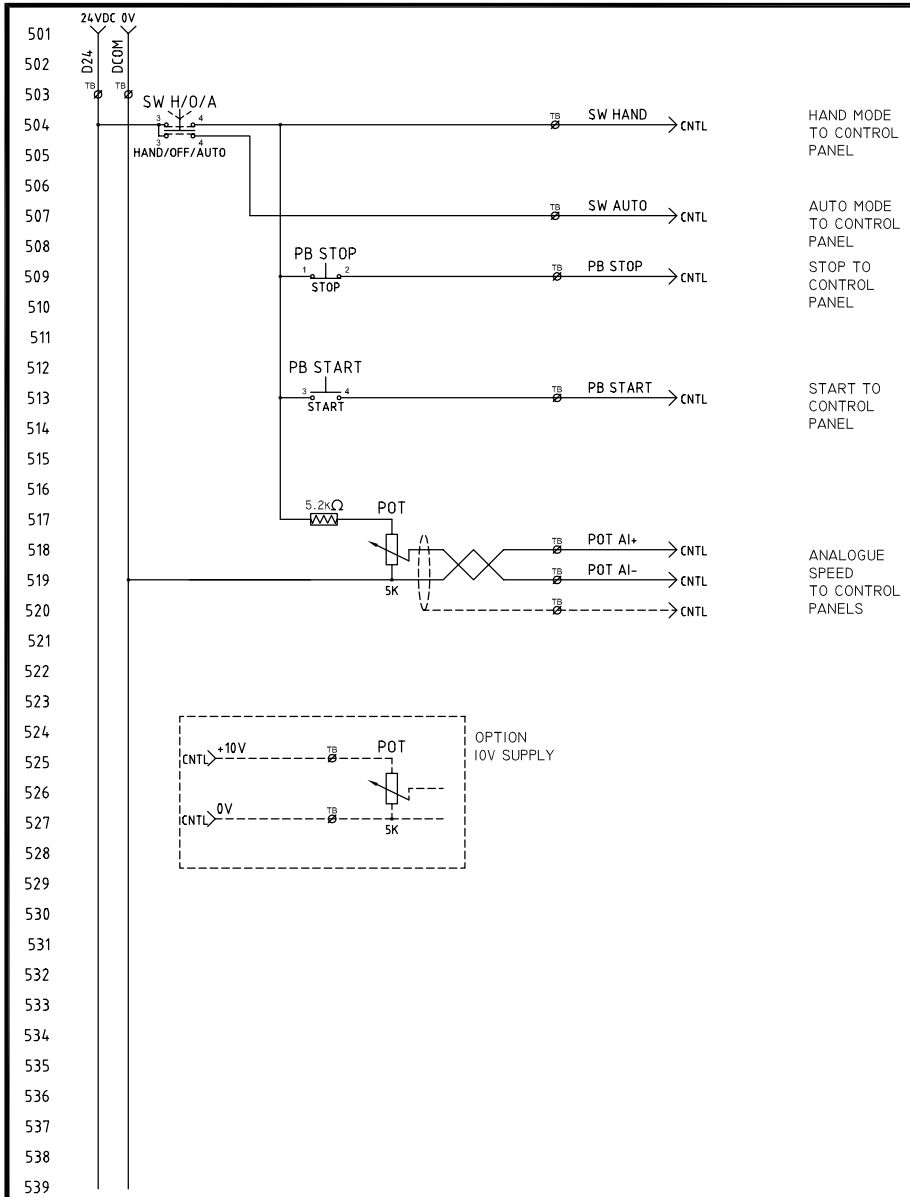 24VDC 0V
501
502
D24
DCOM
503
TB
TB
SW H/O/A
504
3
4
TB
SW HAND
CNTL
HAND MODE
TO CONTROL
PANEL
3
4
505
HAND/OFF/AUTO
506
507
TB
SW AUTO
CNTL
AUTO MODE
TO CONTROL
PANEL
508
PB STOP
509
1
2
STOP
TB
PB STOP
CNTL
STOP TO
CONTROL
PANEL
510
511
512
PB START
513
3
4
START
TB
PB START
CNTL
START TO
CONTROL
PANEL
514
515
516
517
5.2KΩ
POT
518
TB
POT AI+
CNTL
ANALOGUE
SPEED
TO CONTROL
PANELS
519
5K
TB
POT AI-
CNTL
520
TB
CNTL
521
522
523
524
OPTION
10V SUPPLY
525
CNTL
+10V
TB
POT
526
527
CNTL
0V
TB
5K
528
529
530
531
532
533
534
535
536
537
538
539